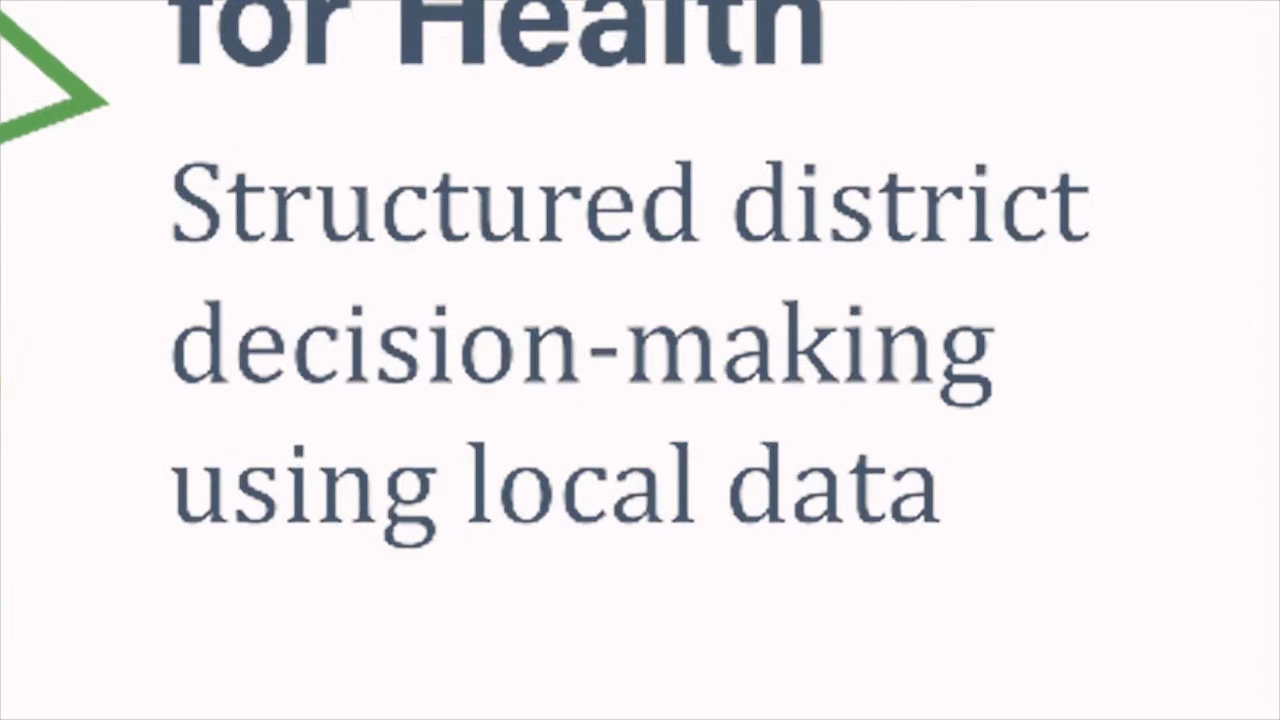 for Health
Structured district
decision-making
using local data